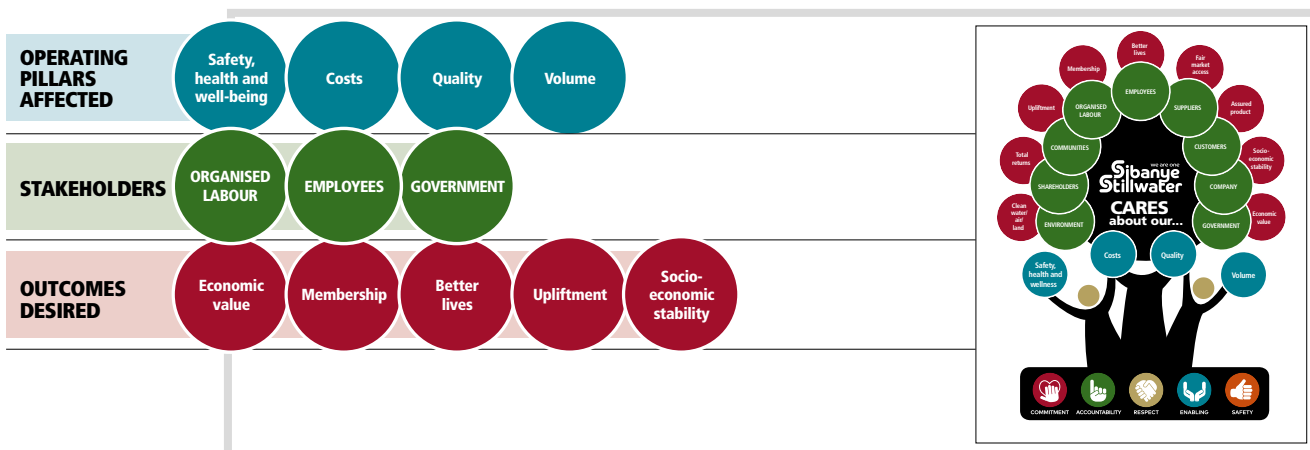 OPERATING
PILLARS
AFFECTED
Safety,
health and
well-being
Costs
Quality
Volume
STAKEHOLDERS
ORGANISED
LABOUR
EMPLOYEES
GOVERNMENT
OUTCOMES
DESIRED
Economic
value
Membership
Better
lives
Upliftment
Socio-
economic
stability
Better
lives
Membership
Fair
market
access
Upliftment
Assured
product
Total
returns
Socio-
economic
stability
Clean
water/
air/
land
Economic
value
EMPLOYEES
ORGANISED
LABOUR
SUPPLIERS
COMMUNITIES
CUSTOMERS
SHAREHOLDERS
COMPANY
ENVIRONMENT
GOVERNMENT
we are one
Sibanye
Stillwater
CARES
about our...
Safety,
health and
wellness
Costs
Quality
Volume
COMMITMENT
ACCOUNTABILITY
RESPECT
ENABLING
SAFETY